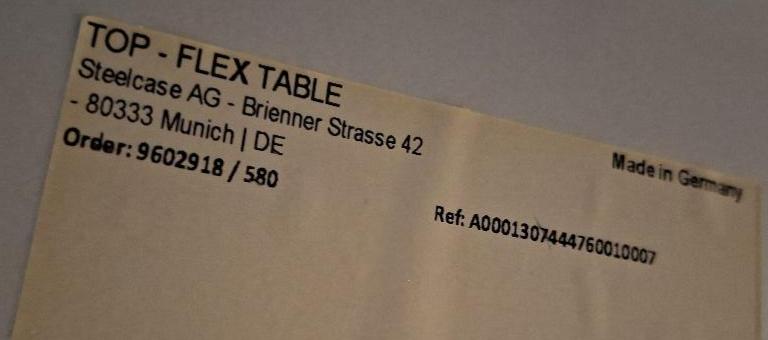 TOP - FLEX TABLE
Steelcase AG - Brienner Strasse 42
- 80333 Munich | DE
Order: 9602918 / 580
Made in Germany
Ref: A0001307444760010007